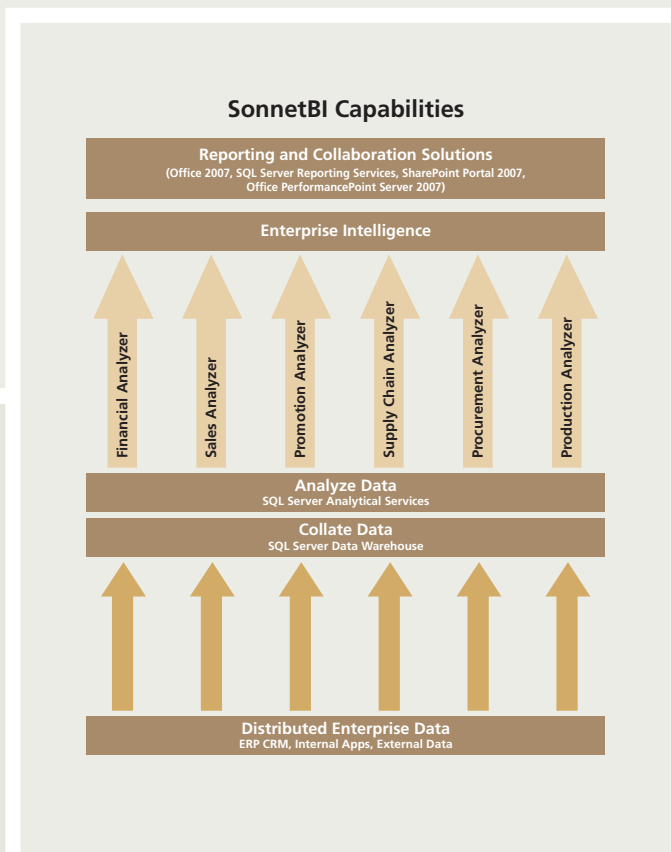 SonnetBI Capabilities
Reporting and Collaboration Solutions
(Office 2007, SQL Server Reporting Services, SharePoint Portal 2007,
Office PerformancePoint Server 2007)
Enterprise Intelligence
Financial Analyzer
Sales Analyzer
Promotion Analyzer
Supply Chain Analyzer
Procurement Analyzer
Production Analyzer
Analyze Data
SQL Server Analytical Services
Collate Data
SQL Server Data Warehouse
Distributed Enterprise Data
ERP CRM, Internal Apps, External Data